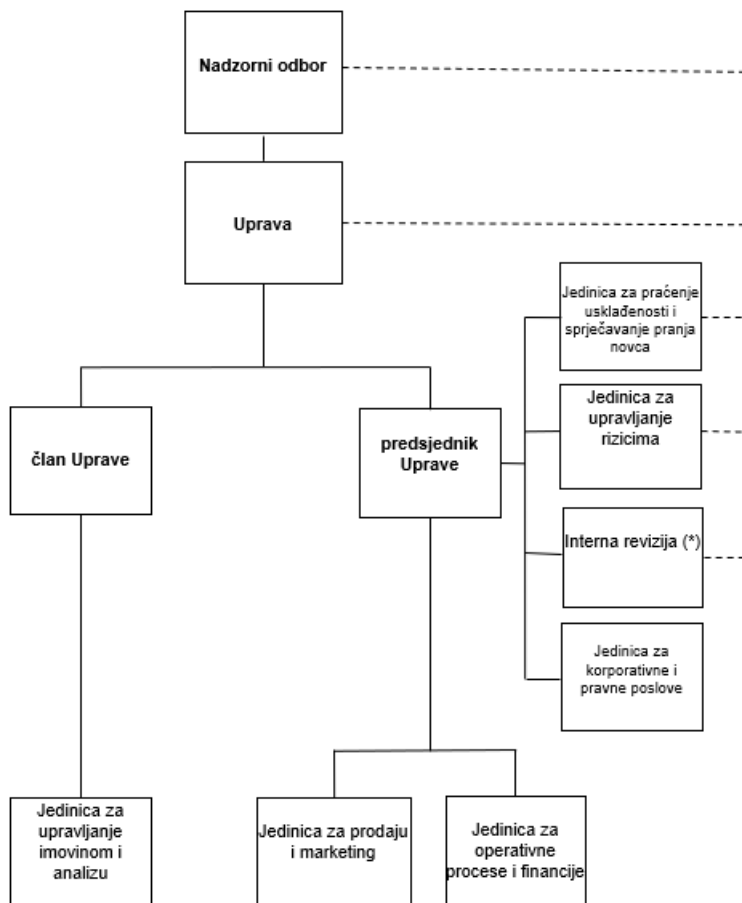 Nadzorni odbor
Uprava
Jedinica za praćenje
usklađenosti i
sprječavanje pranja
novca
Jedinica za
upravljanje
rizicima
član Uprave
predsjednik
Uprave
Interna revizija (*)
Jedinica za
korporativne i
pravne poslove
Jedinica za
upravljanje
imovinom i
analizu
Jedinica za prodaju
i marketing
Jedinica za
operativne
procese i financije